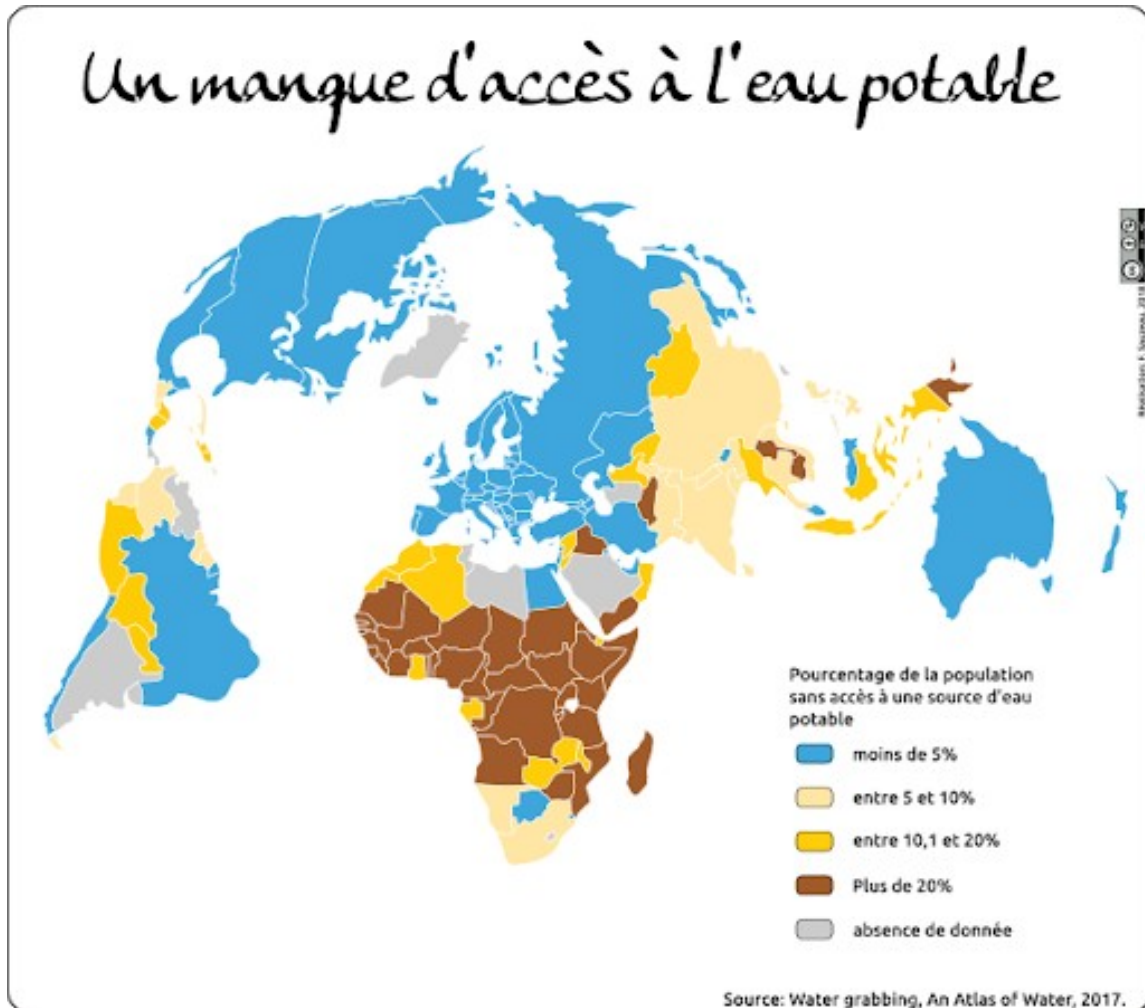 Un manque d'accès à l'eau potable
Pourcentage de la population
sans accès à une source d'eau
potable
moins de 5%
entre 5 et 10%
entre 10,1 et 20%
Plus de 20%
absence de donnée
Source: Water grabbing, An Atlas of Water, 2017.